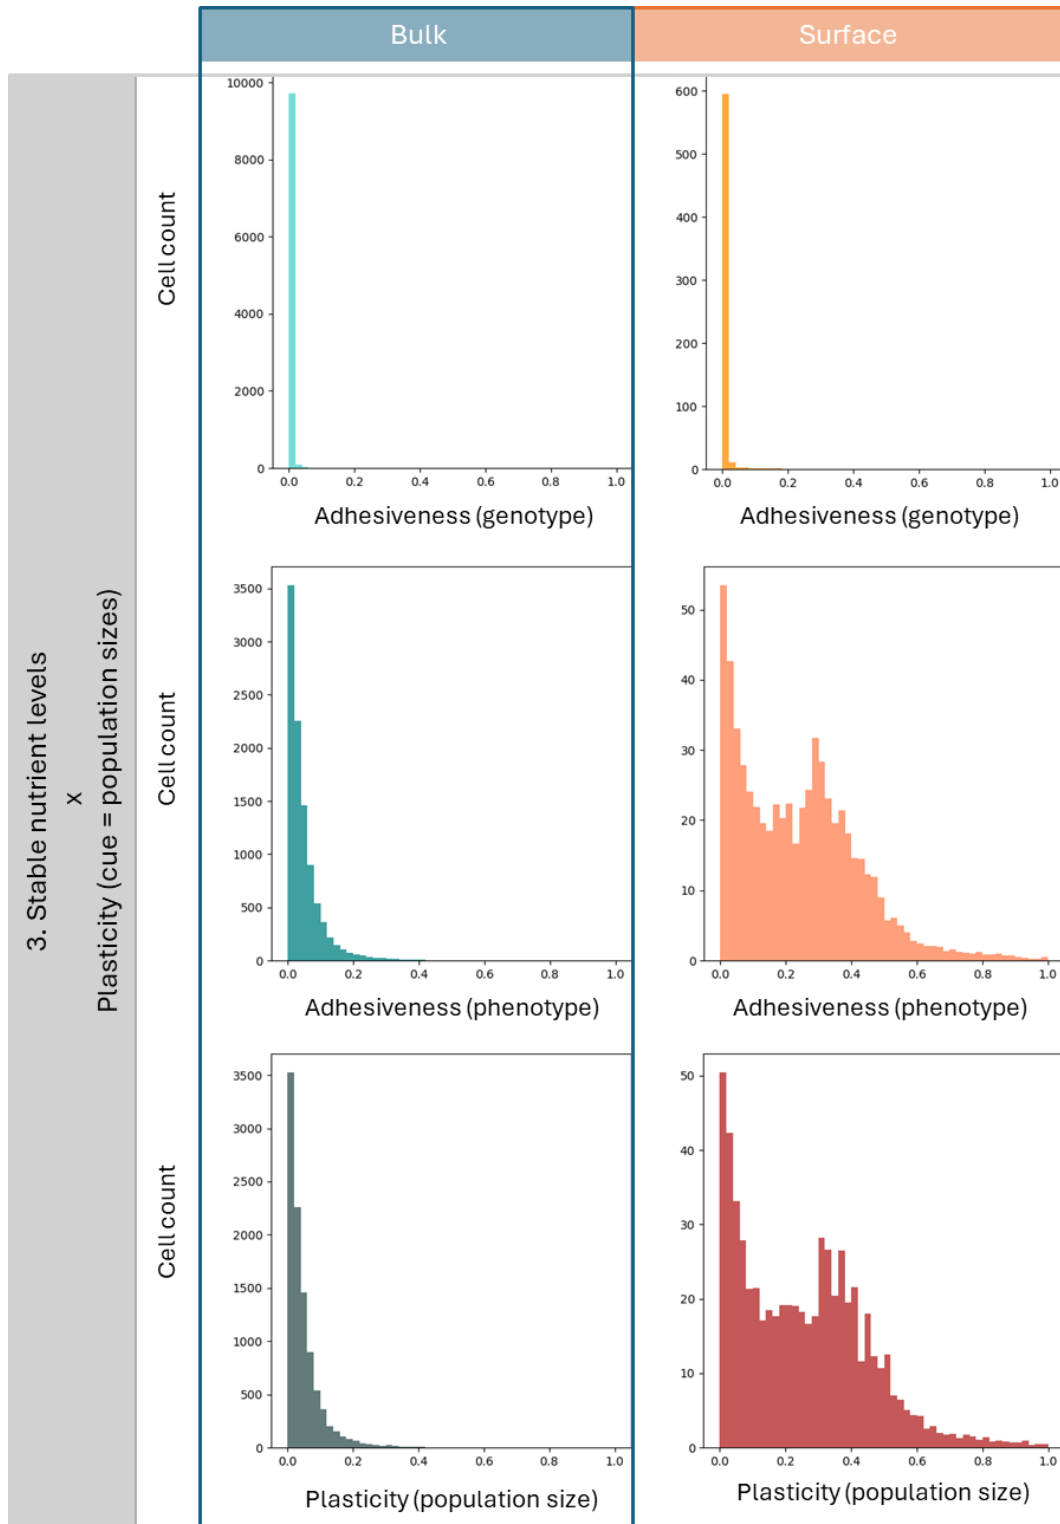 Bulk
Surface
3. Stable nutrient levels
x
Plasticity (cue = population sizes)
Cell count
10000
8000
6000
4000
2000
0
0.0 0.2 0.4 0.6 0.8 1.0
Adhesiveness (genotype)
600
500
400
300
200
100
0
0.0 0.2 0.4 0.6 0.8 1.0
Adhesiveness (genotype)
Cell count
3500
3000
2500
2000
1500
1000
500
0
0.0 0.2 0.4 0.6 0.8 1.0
Adhesiveness (phenotype)
50
40
30
20
10
0
0.0 0.2 0.4 0.6 0.8 1.0
Adhesiveness (phenotype)
Cell count
3500
3000
2500
2000
1500
1000
500
0
0.0 0.2 0.4 0.6 0.8 1.0
Plasticity (population size)
50
40
30
20
10
0
0.0 0.2 0.4 0.6 0.8 1.0
Plasticity (population size)